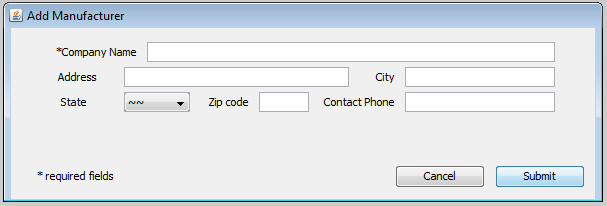 Add Manufacturer
*Company Name
Address City
State ~~ Zip code Contact Phone
* required fields Cancel Submit